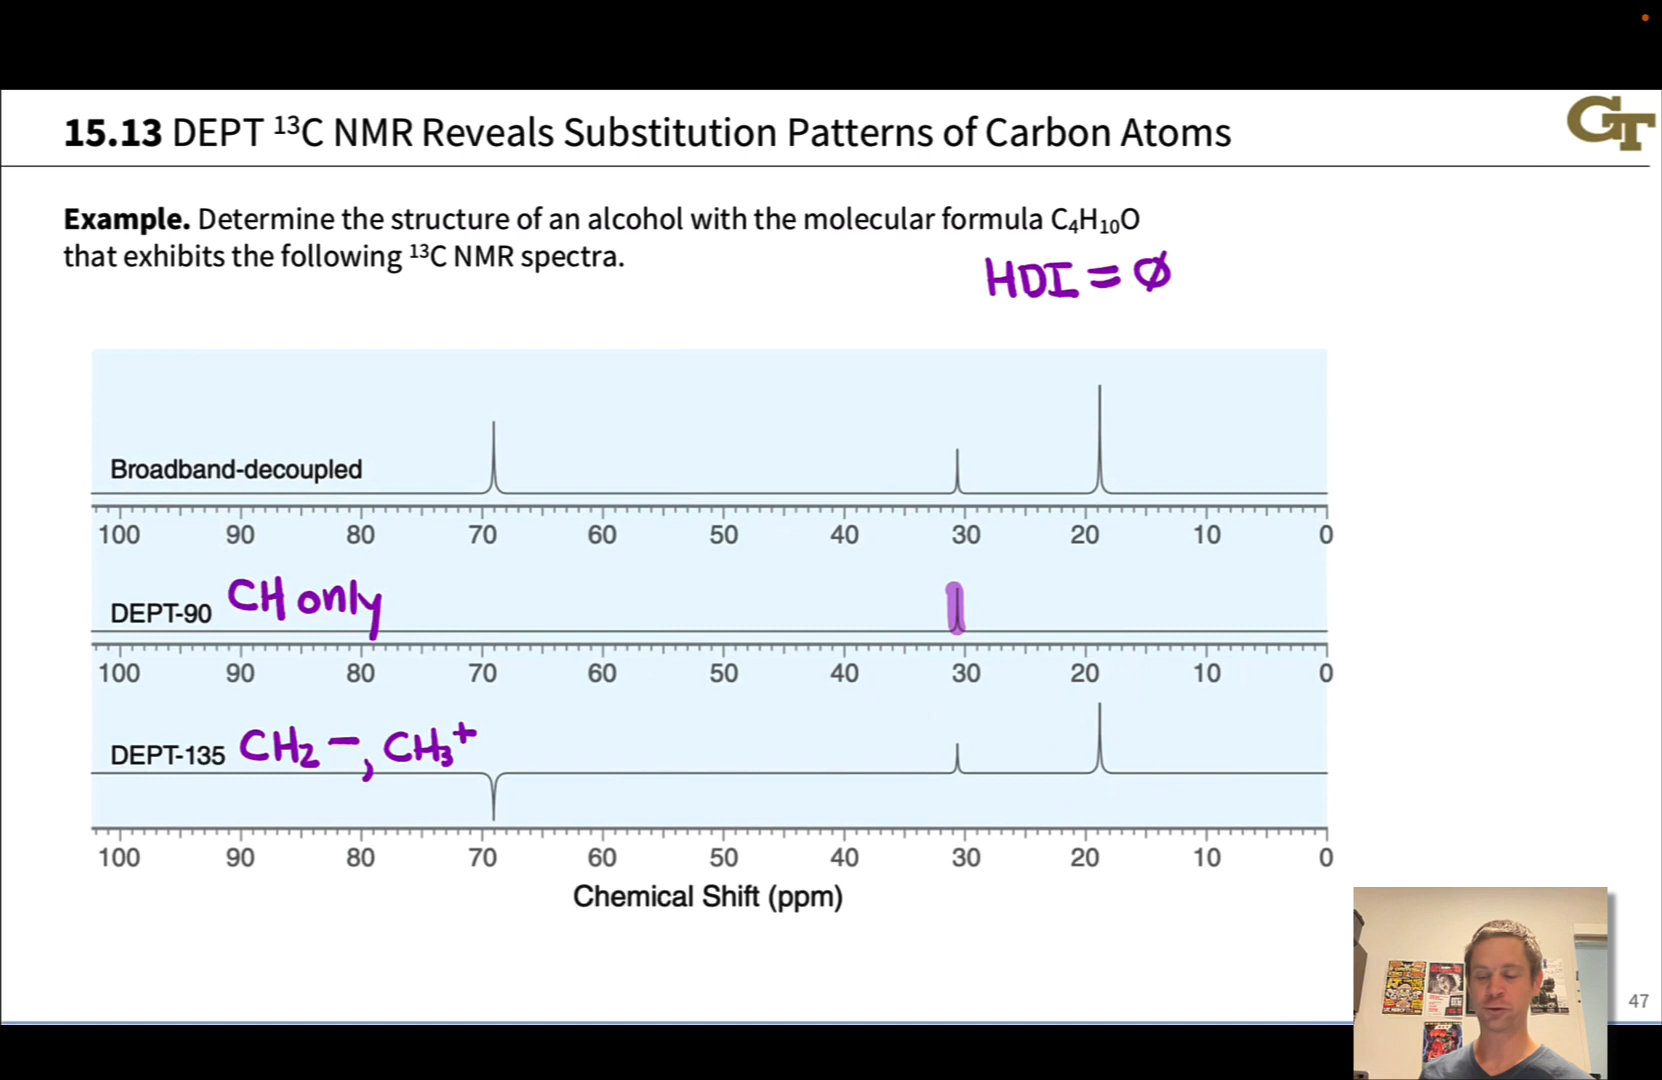 15.13 DEPT ¹³C NMR Reveals Substitution Patterns of Carbon Atoms
GT
Example. Determine the structure of an alcohol with the molecular formula C₄H₁₀O
that exhibits the following ¹³C NMR spectra.
HDI = Ø
Broadband-decoupled
100 90 80 70 60 50 40 30 20 10 0
DEPT-90 CH only
100 90 80 70 60 50 40 30 20 10 0
DEPT-135 CH₂ −, CH₃ +
100 90 80 70 60 50 40 30 20 10 0
Chemical Shift (ppm)
47